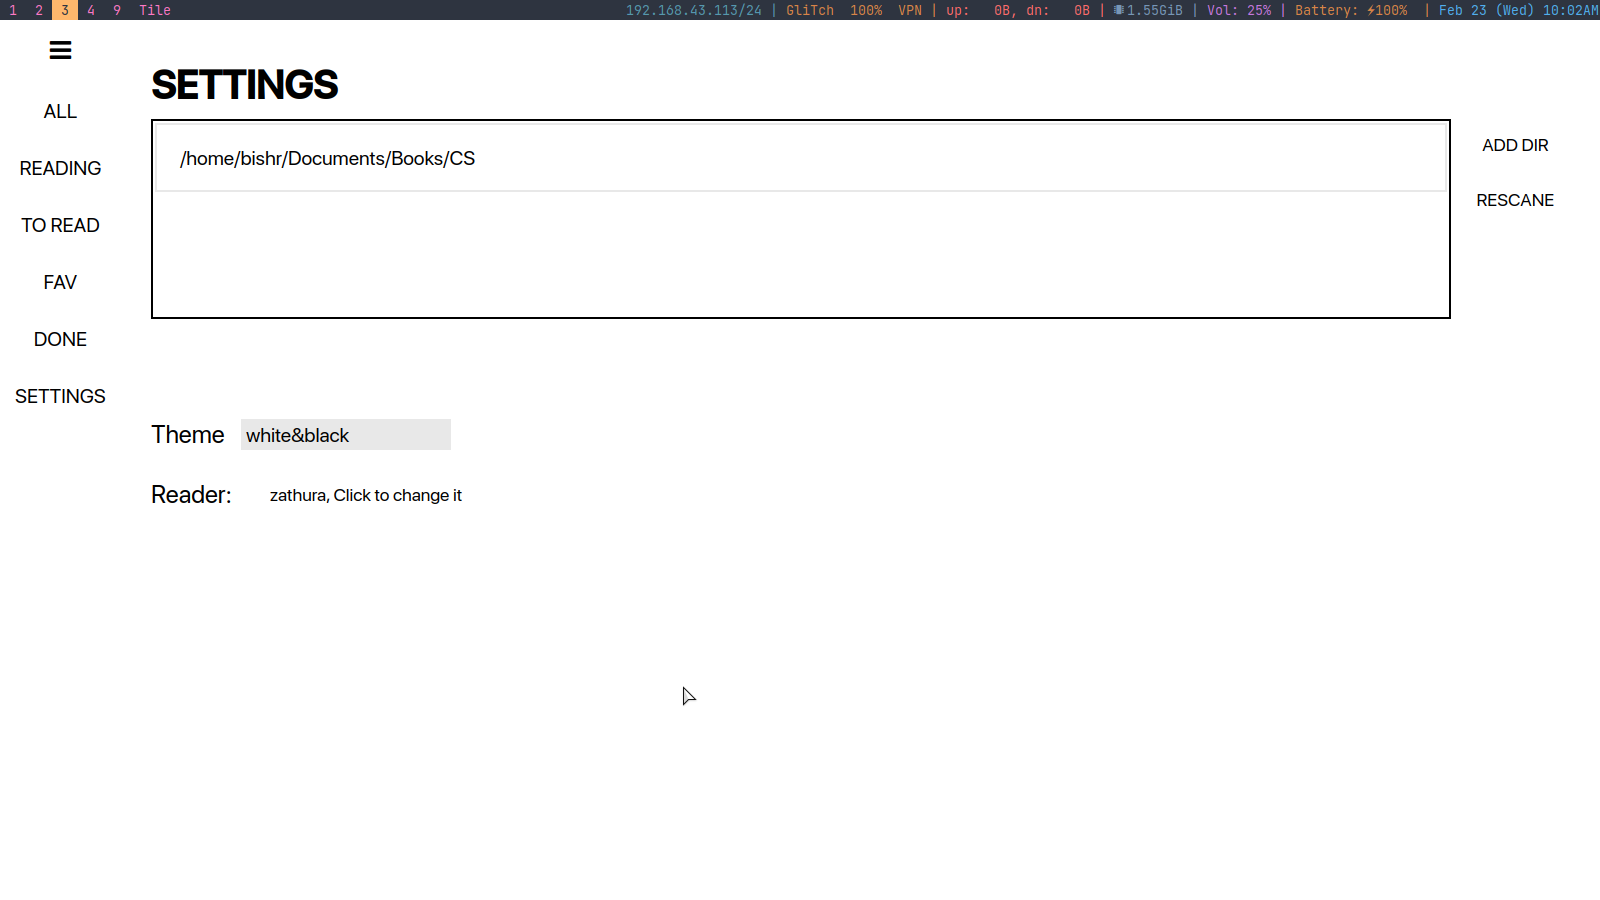 1 2 3 4 9 Tile 192.168.43.113/24 | GliTch 100% VPN | up: 0B, dn: 0B | 1.55GiB | Vol: 25% | Battery: ⚡100% | Feb 23 (Wed) 10:02AM
SETTINGS
ALL
READING
TO READ
FAV
DONE
SETTINGS
/home/bishr/Documents/Books/CS
ADD DIR
RESCANE
Theme white&black
Reader: zathura, Click to change it